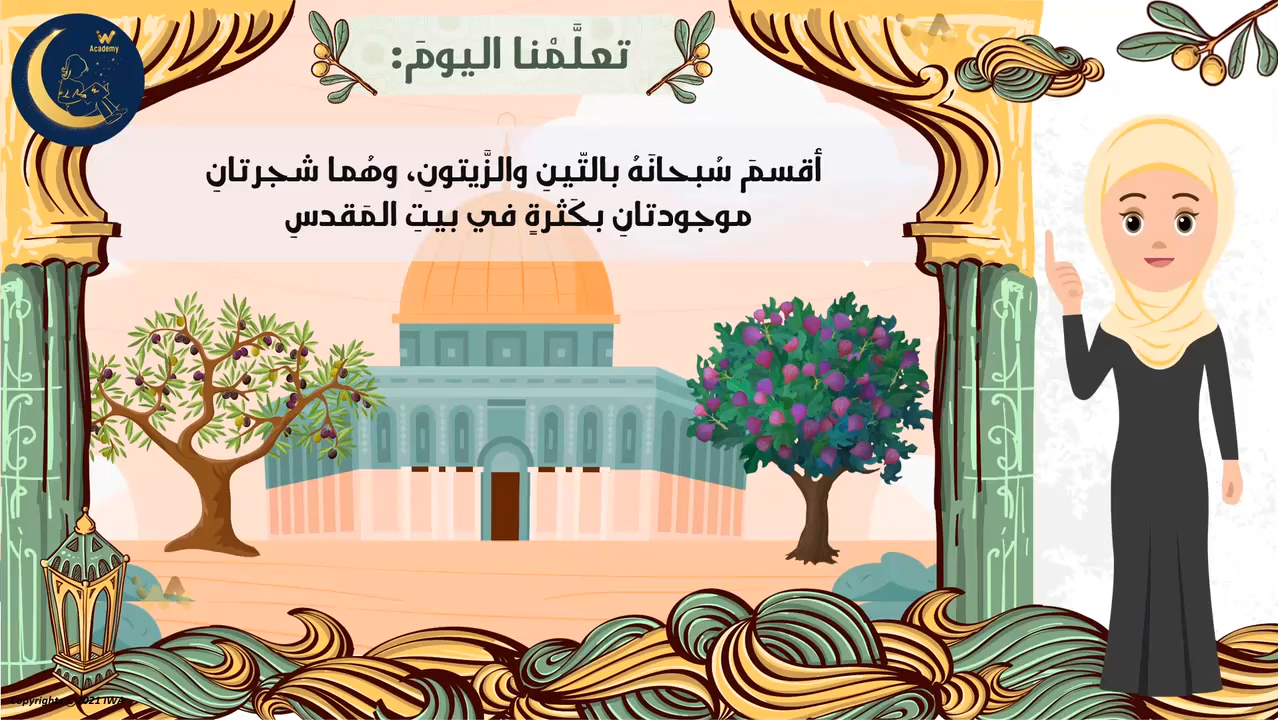 تعلَّمْنا اليومَ:
أقسمَ سُبحانَهُ بالتّينِ والزَّيتونِ، وهُما شجرتانِ
موجودتانِ بكَثرةٍ في بيتِ المَقدسِ
Academy